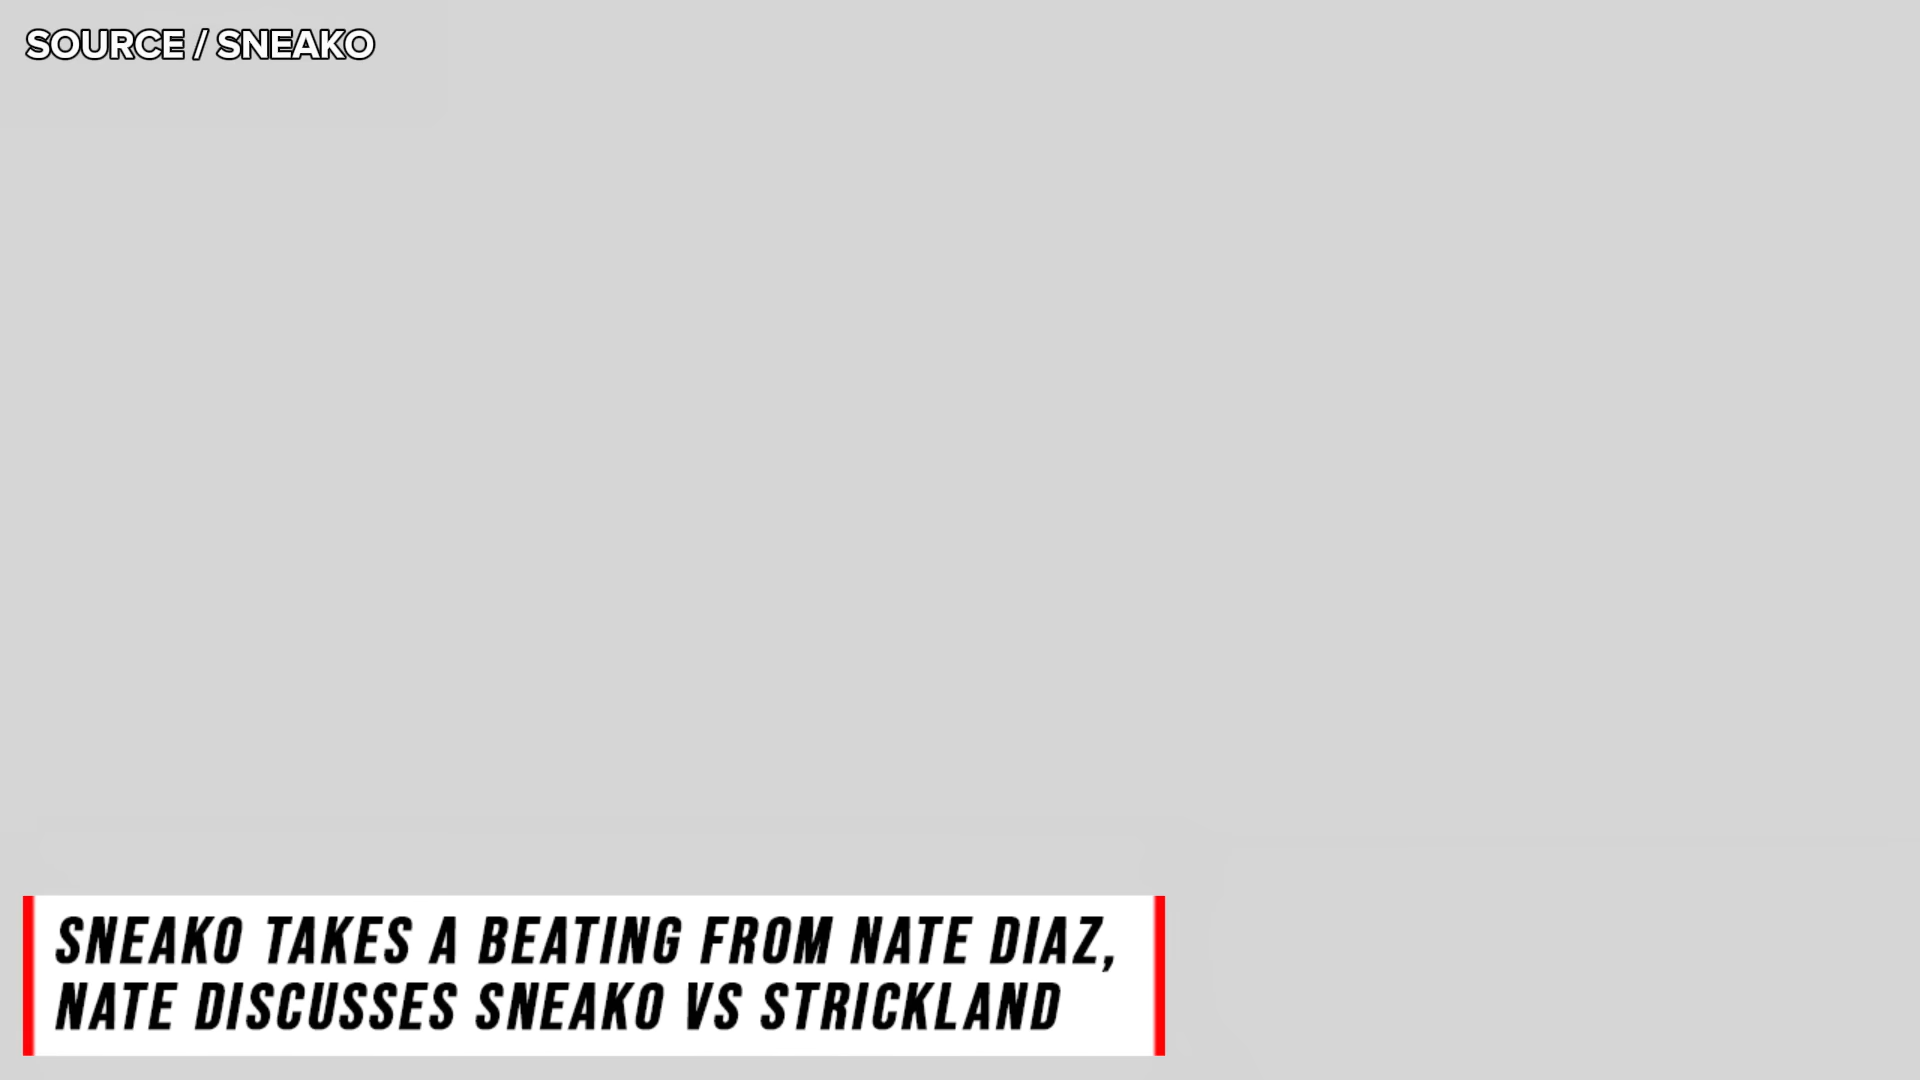 SOURCE / SNEAKO
SNEAKO TAKES A BEATING FROM NATE DIAZ,
NATE DISCUSSES SNEAKO VS STRICKLAND